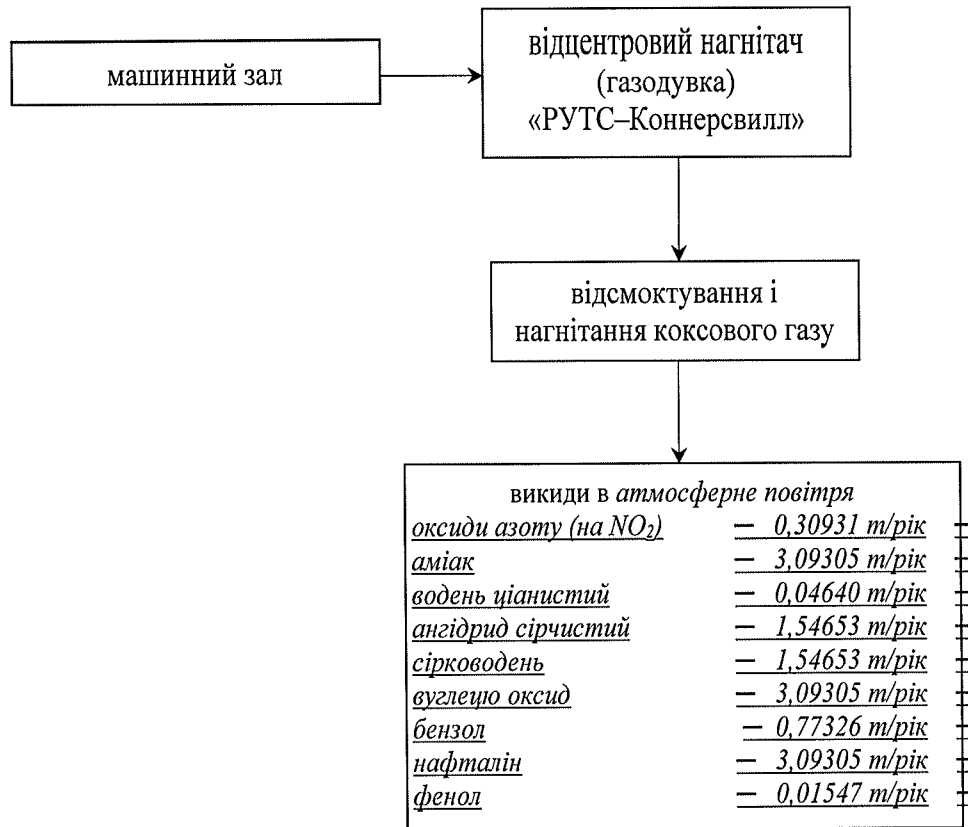 машинний зал
відцентровий нагнітач
(газодувка)
«РУТС–Коннерсвилл»
відсмоктування і
нагнітання коксового газу
викиди в атмосферне повітря
оксиди азоту (на NO₂) — 0,30931 т/рік
аміак — 3,09305 т/рік
водень ціанистий — 0,04640 т/рік
ангідрид сірчистий — 1,54653 т/рік
сірководень — 1,54653 т/рік
вуглецю оксид — 3,09305 т/рік
бензол — 0,77326 т/рік
нафталін — 3,09305 т/рік
фенол — 0,01547 т/рік